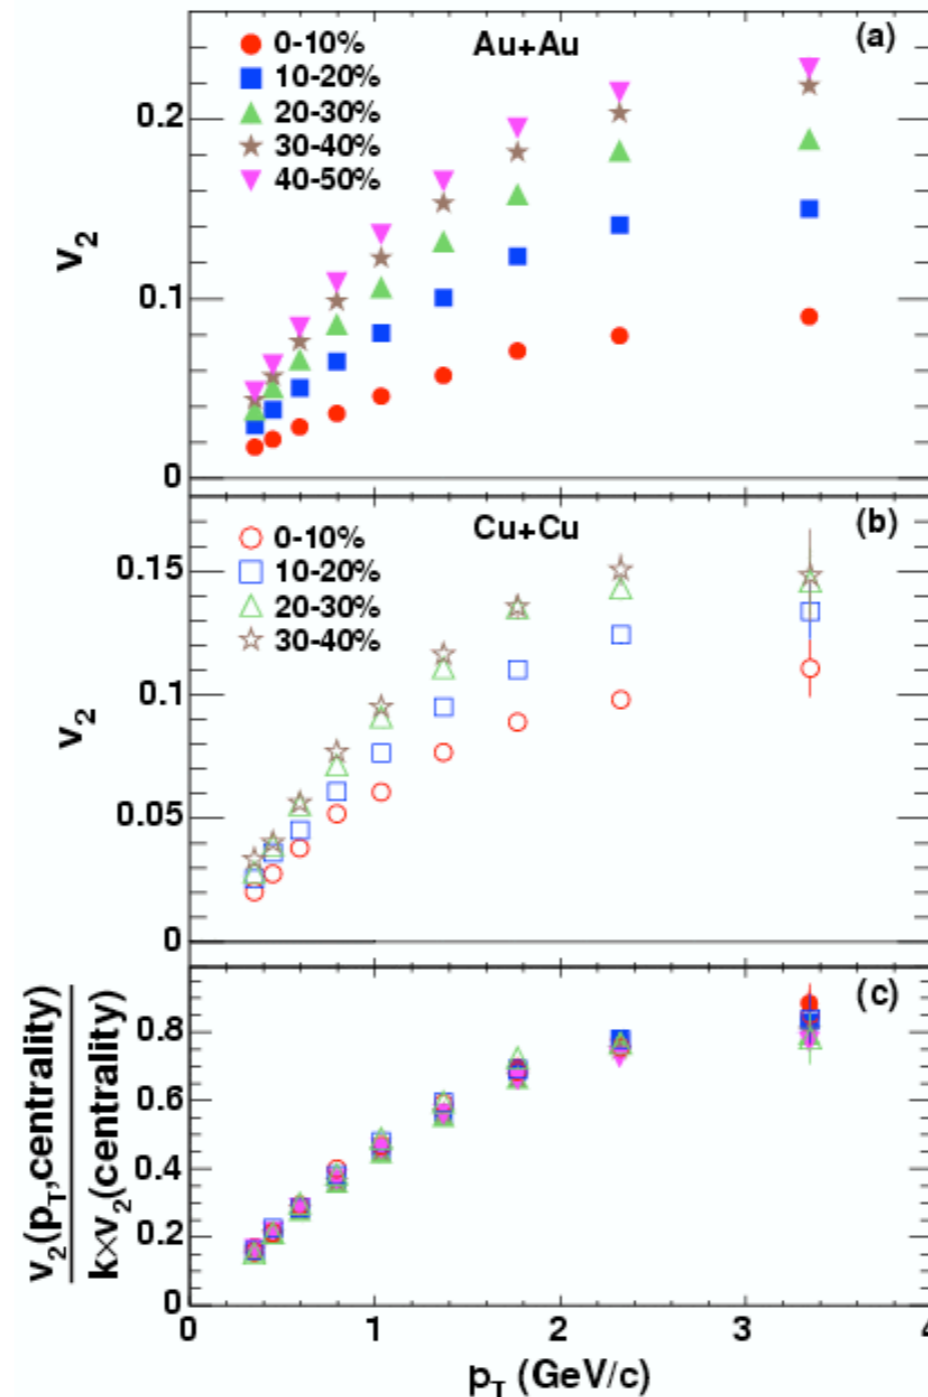 Au+Au
(a)
0-10%
10-20%
20-30%
30-40%
40-50%
0.2
0.1
0
v2
Cu+Cu
(b)
0-10%
10-20%
20-30%
30-40%
0.15
0.1
0.05
0
v2
(c)
0.8
0.6
0.4
0.2
0
v2(pT,centrality)
k×v2(centrality)
0 1 2 3 4
pT (GeV/c)